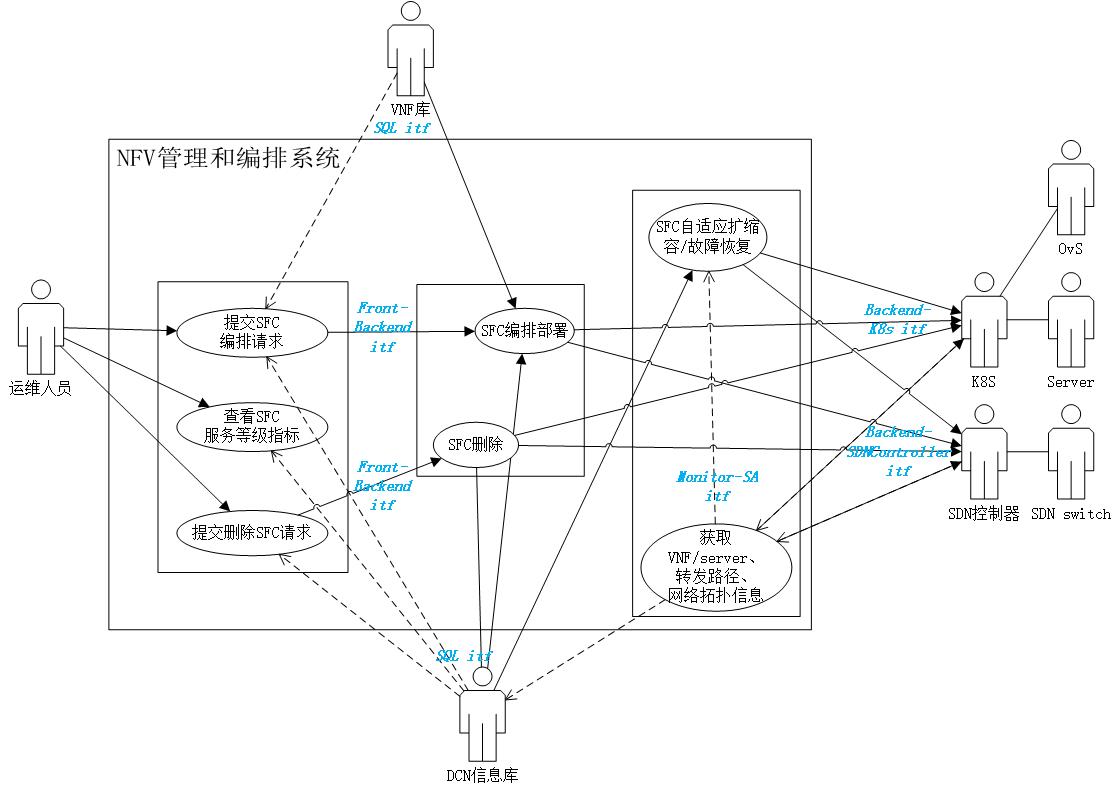 VNF库
SQL itf
NFV管理和编排系统
SFC自适应扩缩
容/故障恢复
OvS
提交SFC
编排请求
Front-
Backend
itf
SFC编排部署
Backend-
K8s itf
运维人员
K8S
Server
查看SFC
服务等级指标
SFC删除
Backend-
SDNController
itf
Front-
Backend
itf
Monitor-SA
itf
SDN控制器
SDN switch
提交删除SFC请求
获取
VNF/server、
转发路径、
网络拓扑信息
SQL itf
DCN信息库